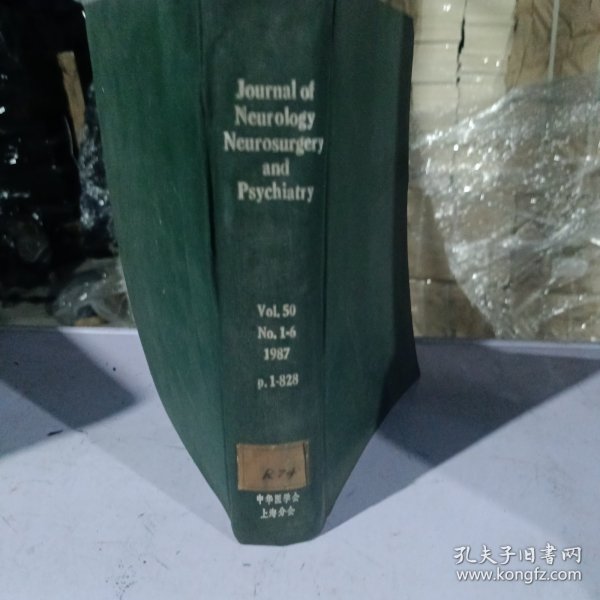 Journal of
Neurology
Neurosurgery
and
Psychiatry
Vol. 50
No. 1-6
1987
p. 1-828
R74
中华医学会
上海分会
孔夫子旧书网
www.kongfz.com